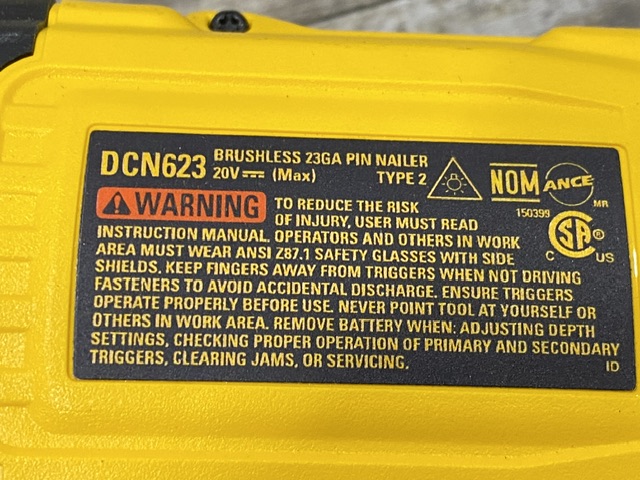 DCN623 BRUSHLESS 23GA PIN NAILER
20V⎓ (Max) TYPE 2
NOM ANCE
MR
150399
SA ®
C US
WARNING TO REDUCE THE RISK
OF INJURY, USER MUST READ
INSTRUCTION MANUAL. OPERATORS AND OTHERS IN WORK
AREA MUST WEAR ANSI Z87.1 SAFETY GLASSES WITH SIDE
SHIELDS. KEEP FINGERS AWAY FROM TRIGGERS WHEN NOT DRIVING
FASTENERS TO AVOID ACCIDENTAL DISCHARGE. ENSURE TRIGGERS
OPERATE PROPERLY BEFORE USE. NEVER POINT TOOL AT YOURSELF OR
OTHERS IN WORK AREA. REMOVE BATTERY WHEN: ADJUSTING DEPTH
SETTINGS, CHECKING PROPER OPERATION OF PRIMARY AND SECONDARY
TRIGGERS, CLEARING JAMS, OR SERVICING.
ID